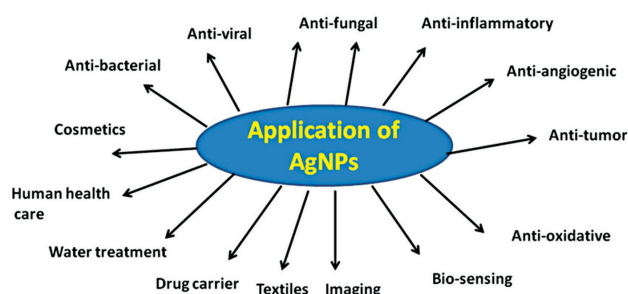 Anti-fungal
Anti-inflammatory
Anti-viral
Anti-bacterial
Anti-angiogenic
Cosmetics
Application of
AgNPs
Anti-tumor
Human health
care
Water treatment
Anti-oxidative
Drug carrier
Textiles
Imaging
Bio-sensing